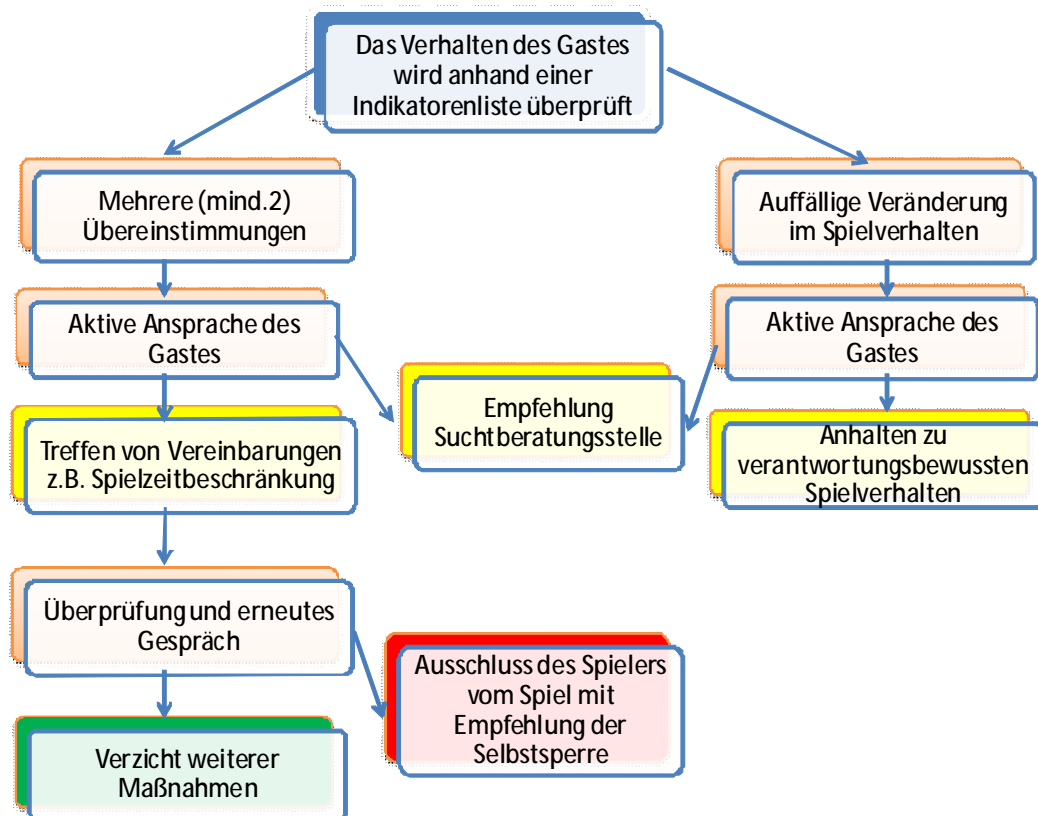 Das Verhalten des Gastes
wird anhand einer
Indikatorenliste überprüft
Mehrere (mind.2)
Übereinstimmungen
Auffällige Veränderung
im Spielverhalten
Aktive Ansprache des
Gastes
Aktive Ansprache des
Gastes
Empfehlung
Suchtberatungsstelle
Treffen von Vereinbarungen
z.B. Spielzeitbeschränkung
Anhalten zu
verantwortungsbewussten
Spielverhalten
Überprüfung und erneutes
Gespräch
Ausschluss des Spielers
vom Spiel mit
Empfehlung der
Selbstsperre
Verzicht weiterer
Maßnahmen